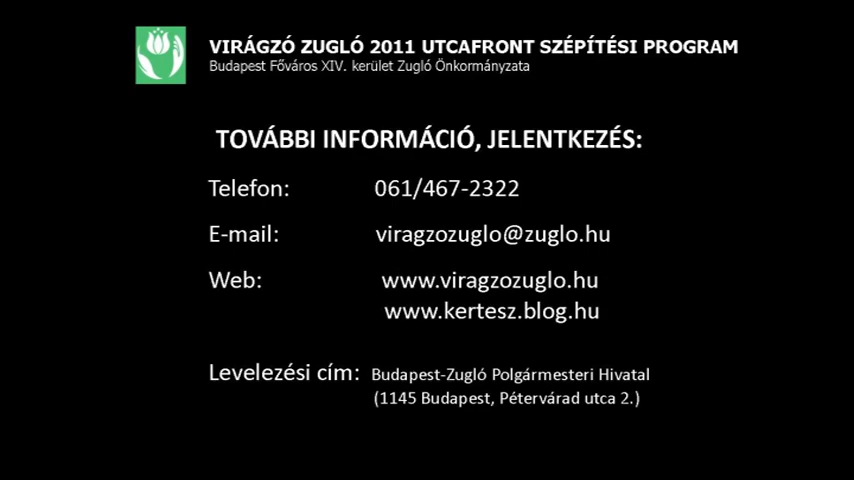 VIRÁGZÓ ZUGLÓ 2011 UTCAFRONT SZÉPÍTÉSI PROGRAM
Budapest Főváros XIV. kerület Zugló Önkormányzata
TOVÁBBI INFORMÁCIÓ, JELENTKEZÉS:
Telefon: 061/467-2322
E-mail: viragzozuglo@zuglo.hu
Web: www.viragzozuglo.hu
www.kertesz.blog.hu
Levelezési cím: Budapest-Zugló Polgármesteri Hivatal
(1145 Budapest, Pétervárad utca 2.)